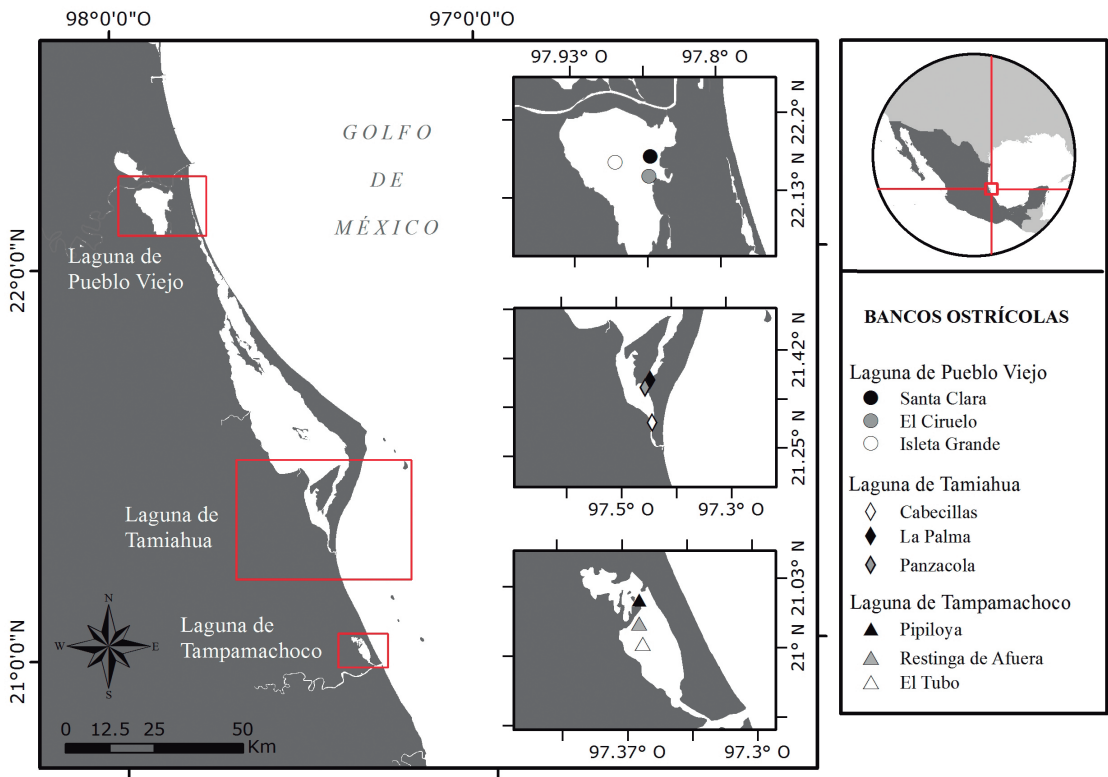 98°0'0"O
97°0'0"O
22°0'0"N
21°0'0"N
GOLFO
DE
MÉXICO
Laguna de
Pueblo Viejo
Laguna de
Tamiahua
Laguna de
Tampamachoco
N
W
E
S
0 12.5 25 50
Km
97.93° O
97.8° O
22.2° N
22.13° N
21.42° N
21.25° N
97.5° O
97.3° O
21.03° N
21° N
97.37° O
97.3° O
BANCOS OSTRÍCOLAS
Laguna de Pueblo Viejo
Santa Clara
El Ciruelo
Isleta Grande
Laguna de Tamiahua
Cabecillas
La Palma
Panzacola
Laguna de Tampamachoco
Pipiloya
Restinga de Afuera
El Tubo